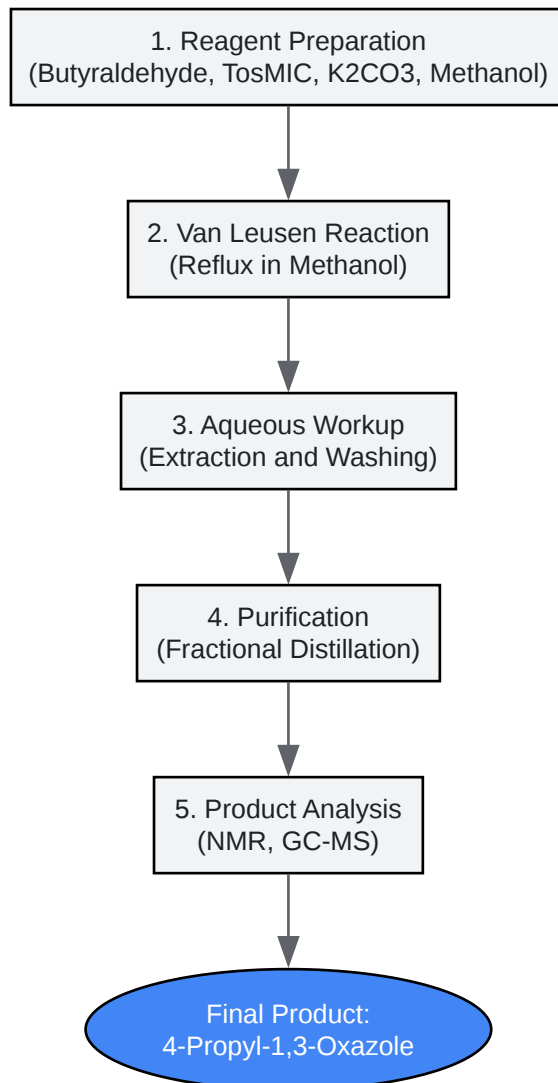 1. Reagent Preparation
(Butyraldehyde, TosMIC, K2CO3, Methanol)
2. Van Leusen Reaction
(Reflux in Methanol)
3. Aqueous Workup
(Extraction and Washing)
4. Purification
(Fractional Distillation)
5. Product Analysis
(NMR, GC-MS)
Final Product:
4-Propyl-1,3-Oxazole